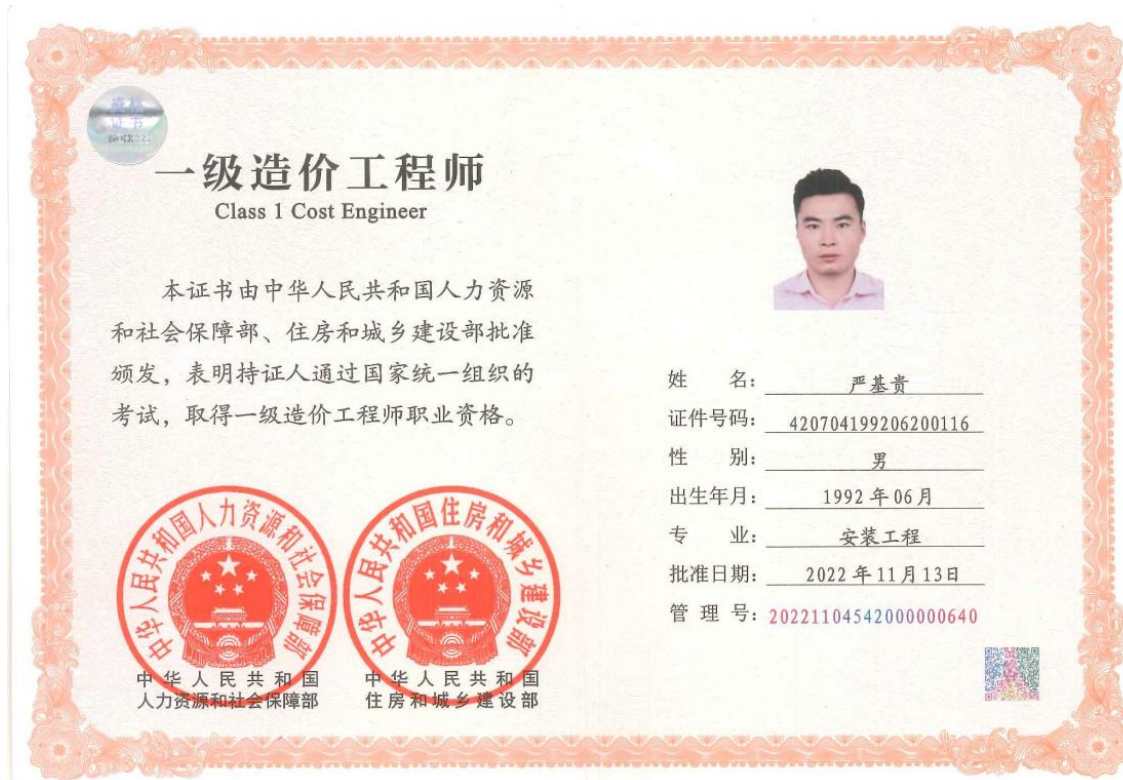 资格
证书
一级造价工程师
Class 1 Cost Engineer
本证书由中华人民共和国人力资源
和社会保障部、住房和城乡建设部批准
颁发，表明持证人通过国家统一组织的
考试，取得一级造价工程师职业资格。
中华人民共和国人力资源和社会保障部
中华人民共和国
人力资源和社会保障部
中华人民共和国住房和城乡建设部
中华人民共和国
住房和城乡建设部
姓 名：严基贵
证件号码：420704199206200116
性 别：男
出生年月：1992年06月
专 业：安装工程
批准日期：2022年11月13日
管 理 号：20221104542000000640